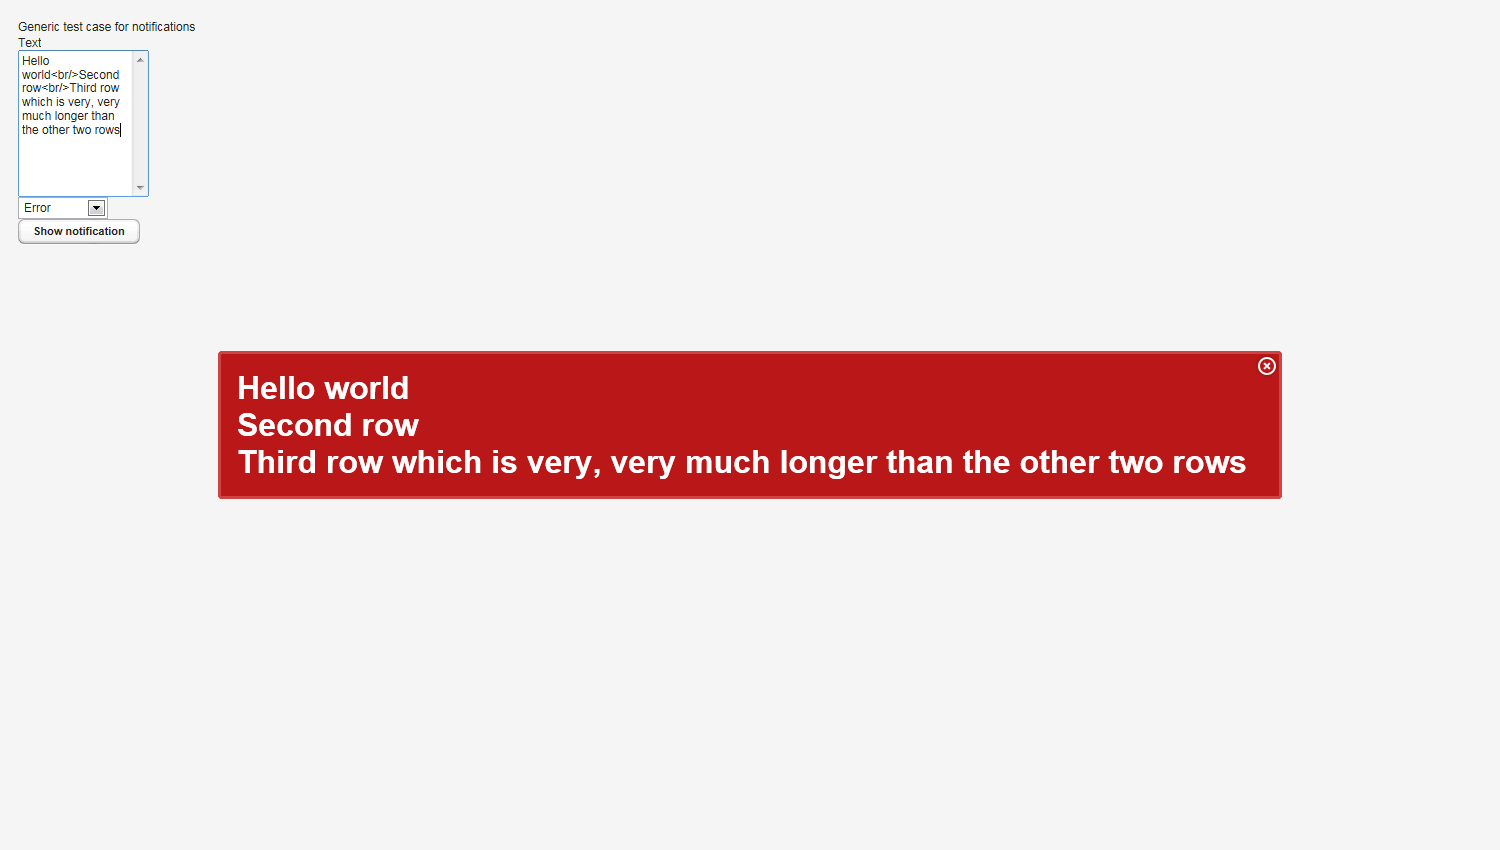 Generic test case for notifications
Text
Hello
world<br/>Second
row<br/>Third row
which is very, very
much longer than
the other two rows
Error
Show notification
Hello world
Second row
Third row which is very, very much longer than the other two rows